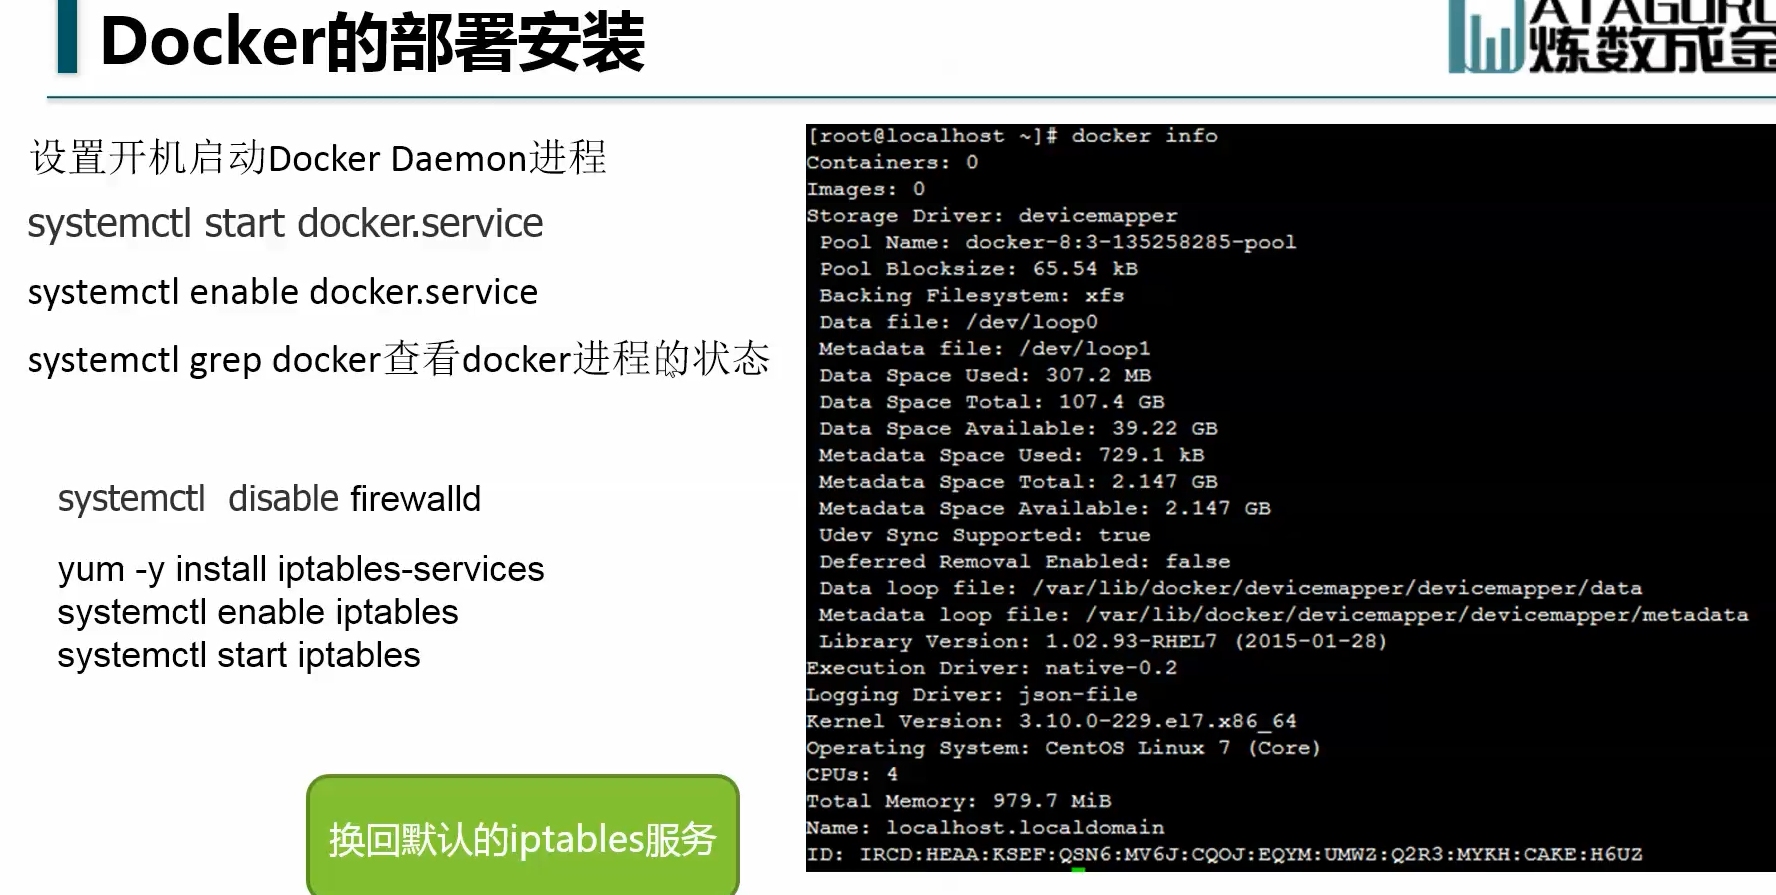 Docker的部署安装
ATAGURU
炼数成金
设置开机启动Docker Daemon进程
systemctl start docker.service
systemctl enable docker.service
systemctl grep docker查看docker进程的状态
systemctl  disable firewalld
yum -y install iptables-services
systemctl enable iptables
systemctl start iptables
换回默认的iptables服务
[root@localhost ~]# docker info
Containers: 0
Images: 0
Storage Driver: devicemapper
 Pool Name: docker-8:3-135258285-pool
 Pool Blocksize: 65.54 kB
 Backing Filesystem: xfs
 Data file: /dev/loop0
 Metadata file: /dev/loop1
 Data Space Used: 307.2 MB
 Data Space Total: 107.4 GB
 Data Space Available: 39.22 GB
 Metadata Space Used: 729.1 kB
 Metadata Space Total: 2.147 GB
 Metadata Space Available: 2.147 GB
 Udev Sync Supported: true
 Deferred Removal Enabled: false
 Data loop file: /var/lib/docker/devicemapper/devicemapper/data
 Metadata loop file: /var/lib/docker/devicemapper/devicemapper/metadata
 Library Version: 1.02.93-RHEL7 (2015-01-28)
Execution Driver: native-0.2
Logging Driver: json-file
Kernel Version: 3.10.0-229.el7.x86_64
Operating System: CentOS Linux 7 (Core)
CPUs: 4
Total Memory: 979.7 MiB
Name: localhost.localdomain
ID: IRCD:HEAA:KSEF:QSN6:MV6J:CQOJ:EQYM:UMWZ:Q2R3:MYKH:CAKE:H6UZ